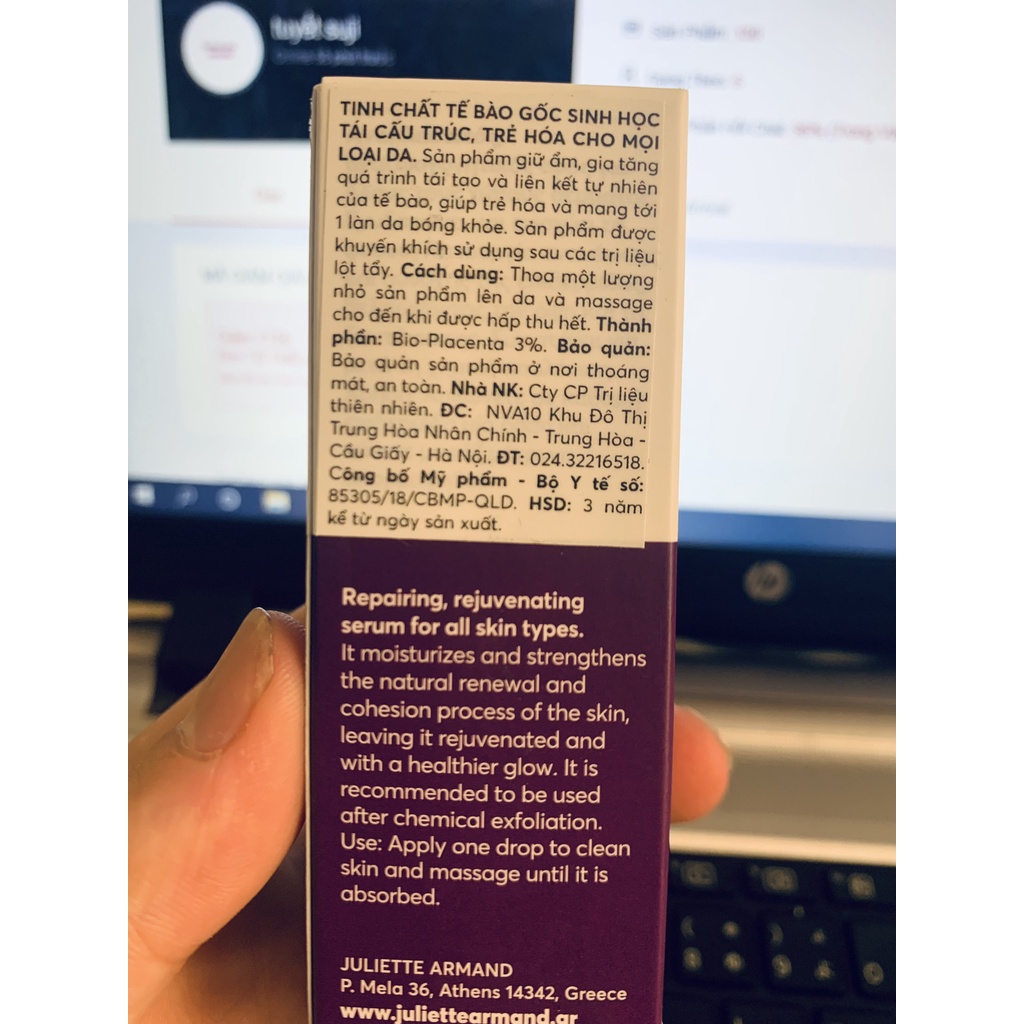 tuyết suji
TINH CHẤT TẾ BÀO GỐC SINH HỌC
TÁI CẤU TRÚC, TRẺ HÓA CHO MỌI
LOẠI DA. Sản phẩm giữ ẩm, gia tăng
quá trình tái tạo và liên kết tự nhiên
của tế bào, giúp trẻ hóa và mang tới
1 làn da bóng khỏe. Sản phẩm được
khuyến khích sử dụng sau các trị liệu
lột tẩy. Cách dùng: Thoa một lượng
nhỏ sản phẩm lên da và massage
cho đến khi được hấp thu hết. Thành
phần: Bio-Placenta 3%. Bảo quản:
Bảo quản sản phẩm ở nơi thoáng
mát, an toàn. Nhà NK: Cty CP Trị liệu
thiên nhiên. ĐC: NVA10 Khu Đô Thị
Trung Hòa Nhân Chính - Trung Hòa -
Cầu Giấy - Hà Nội. ĐT: 024.32216518.
Công bố Mỹ phẩm - Bộ Y tế số:
85305/18/CBMP-QLD. HSD: 3 năm
kể từ ngày sản xuất.
hp
Repairing, rejuvenating
serum for all skin types.
It moisturizes and strengthens
the natural renewal and
cohesion process of the skin,
leaving it rejuvenated and
with a healthier glow. It is
recommended to be used
after chemical exfoliation.
Use: Apply one drop to clean
skin and massage until it is
absorbed.
JULIETTE ARMAND
P. Mela 36, Athens 14342, Greece
www.juliettearmand.gr